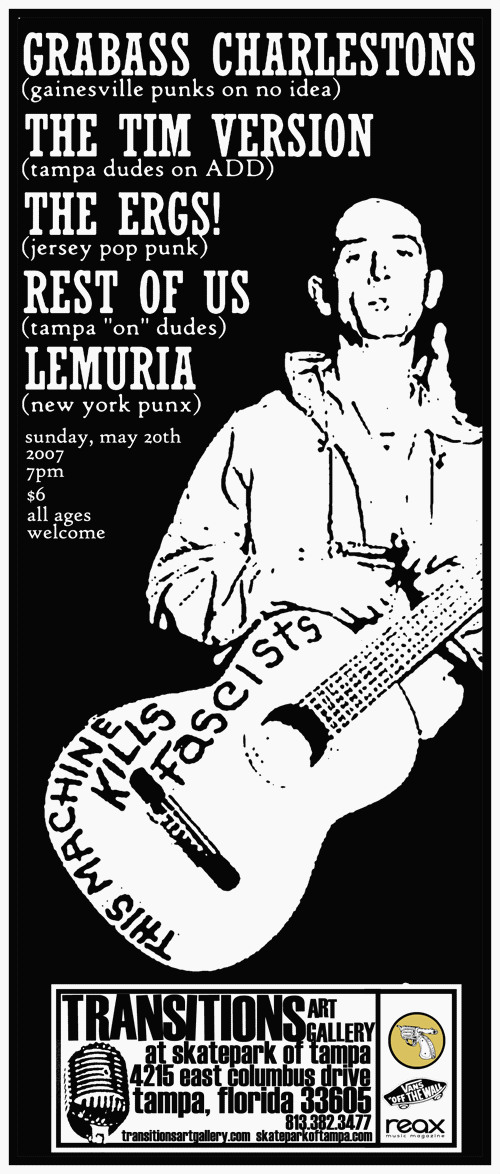 GRABASS CHARLESTONS
(gainesville punks on no idea)
THE TIM VERSION
(tampa dudes on ADD)
THE ERGS!
(jersey pop punk)
REST OF US
(tampa "on" dudes)
LEMURIA
(new york punx)
sunday, may 20th
2007
7pm
$6
all ages
welcome
THIS MACHINE
KILLS
Fascists
TRANSITIONS ART
GALLERY
at skatepark of tampa
4215 east columbus drive
tampa, florida 33605
813.382.3477
transitionsartgallery.com skateparkoftampa.com
VANS
"OFF THE WALL"
reax
music magazine